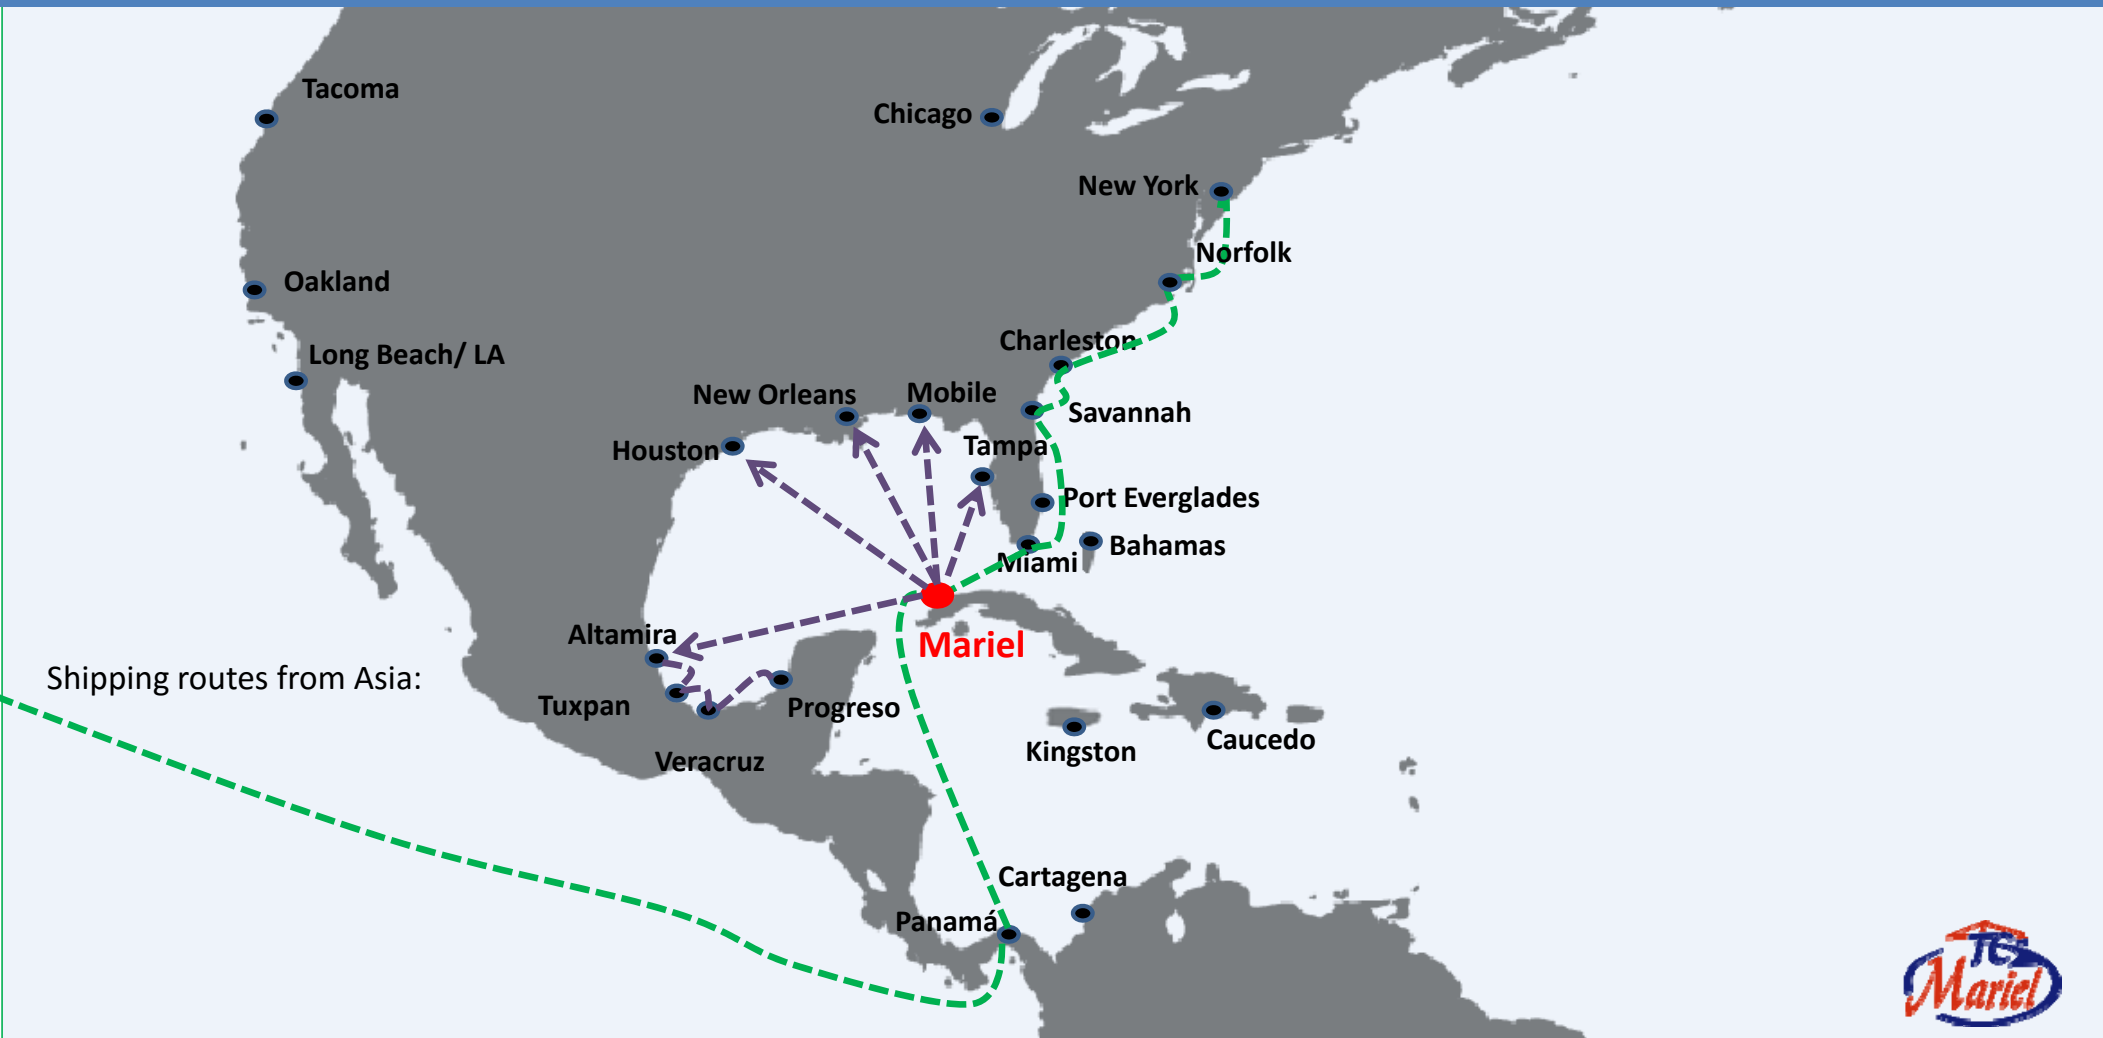 Tacoma
Chicago
New York
Norfolk
Oakland
Charleston
Long Beach/ LA
New Orleans
Mobile
Savannah
Houston
Tampa
Port Everglades
Bahamas
Miami
Altamira
Mariel
Shipping routes from Asia:
Tuxpan
Progreso
Kingston
Caucedo
Veracruz
Cartagena
Panamá
TC
Mariel